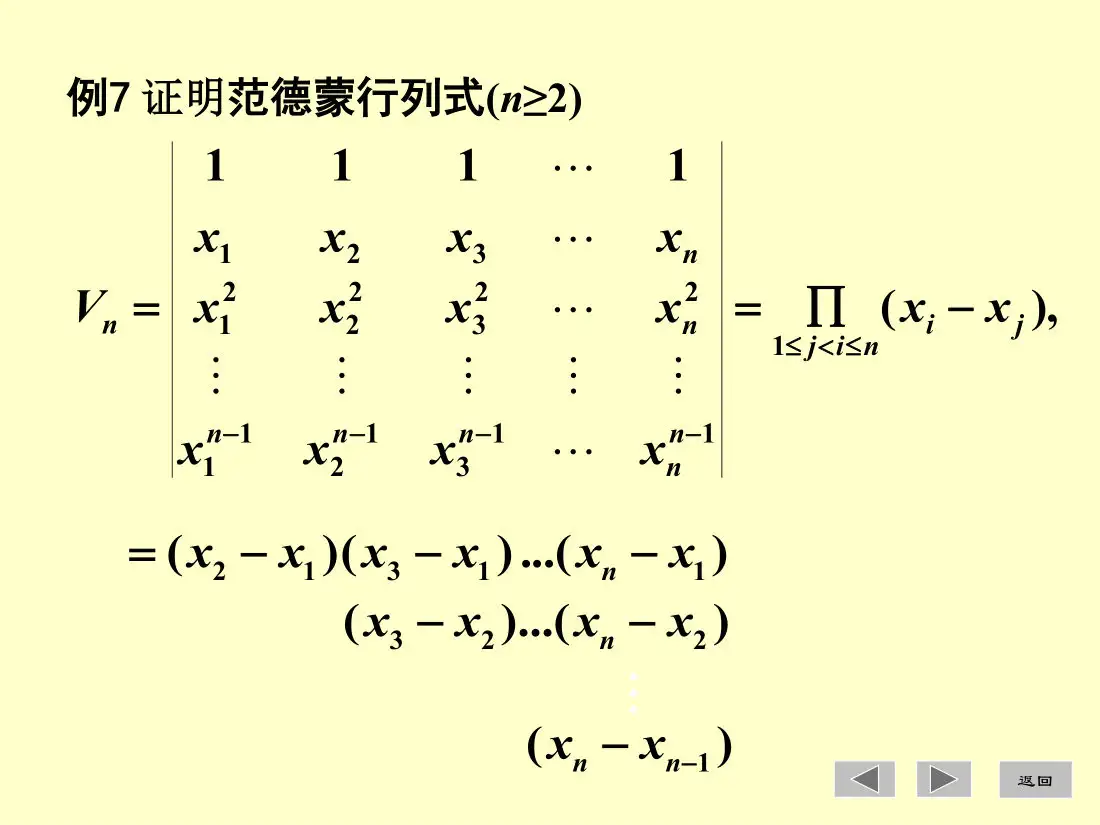 例7 证明范德蒙行列式(n≥2)
1 1 1 ⋯ 1
x₁ x₂ x₃ ⋯ xₙ
Vₙ = x₁² x₂² x₃² ⋯ xₙ² = ∏ (xᵢ − xⱼ),
1≤j<i≤n
⋮ ⋮ ⋮ ⋮ ⋮
x₁ⁿ⁻¹ x₂ⁿ⁻¹ x₃ⁿ⁻¹ ⋯ xₙⁿ⁻¹
= (x₂ − x₁)(x₃ − x₁)...(xₙ − x₁)
(x₃ − x₂)...(xₙ − x₂)
⋮
(xₙ − xₙ₋₁)
返回